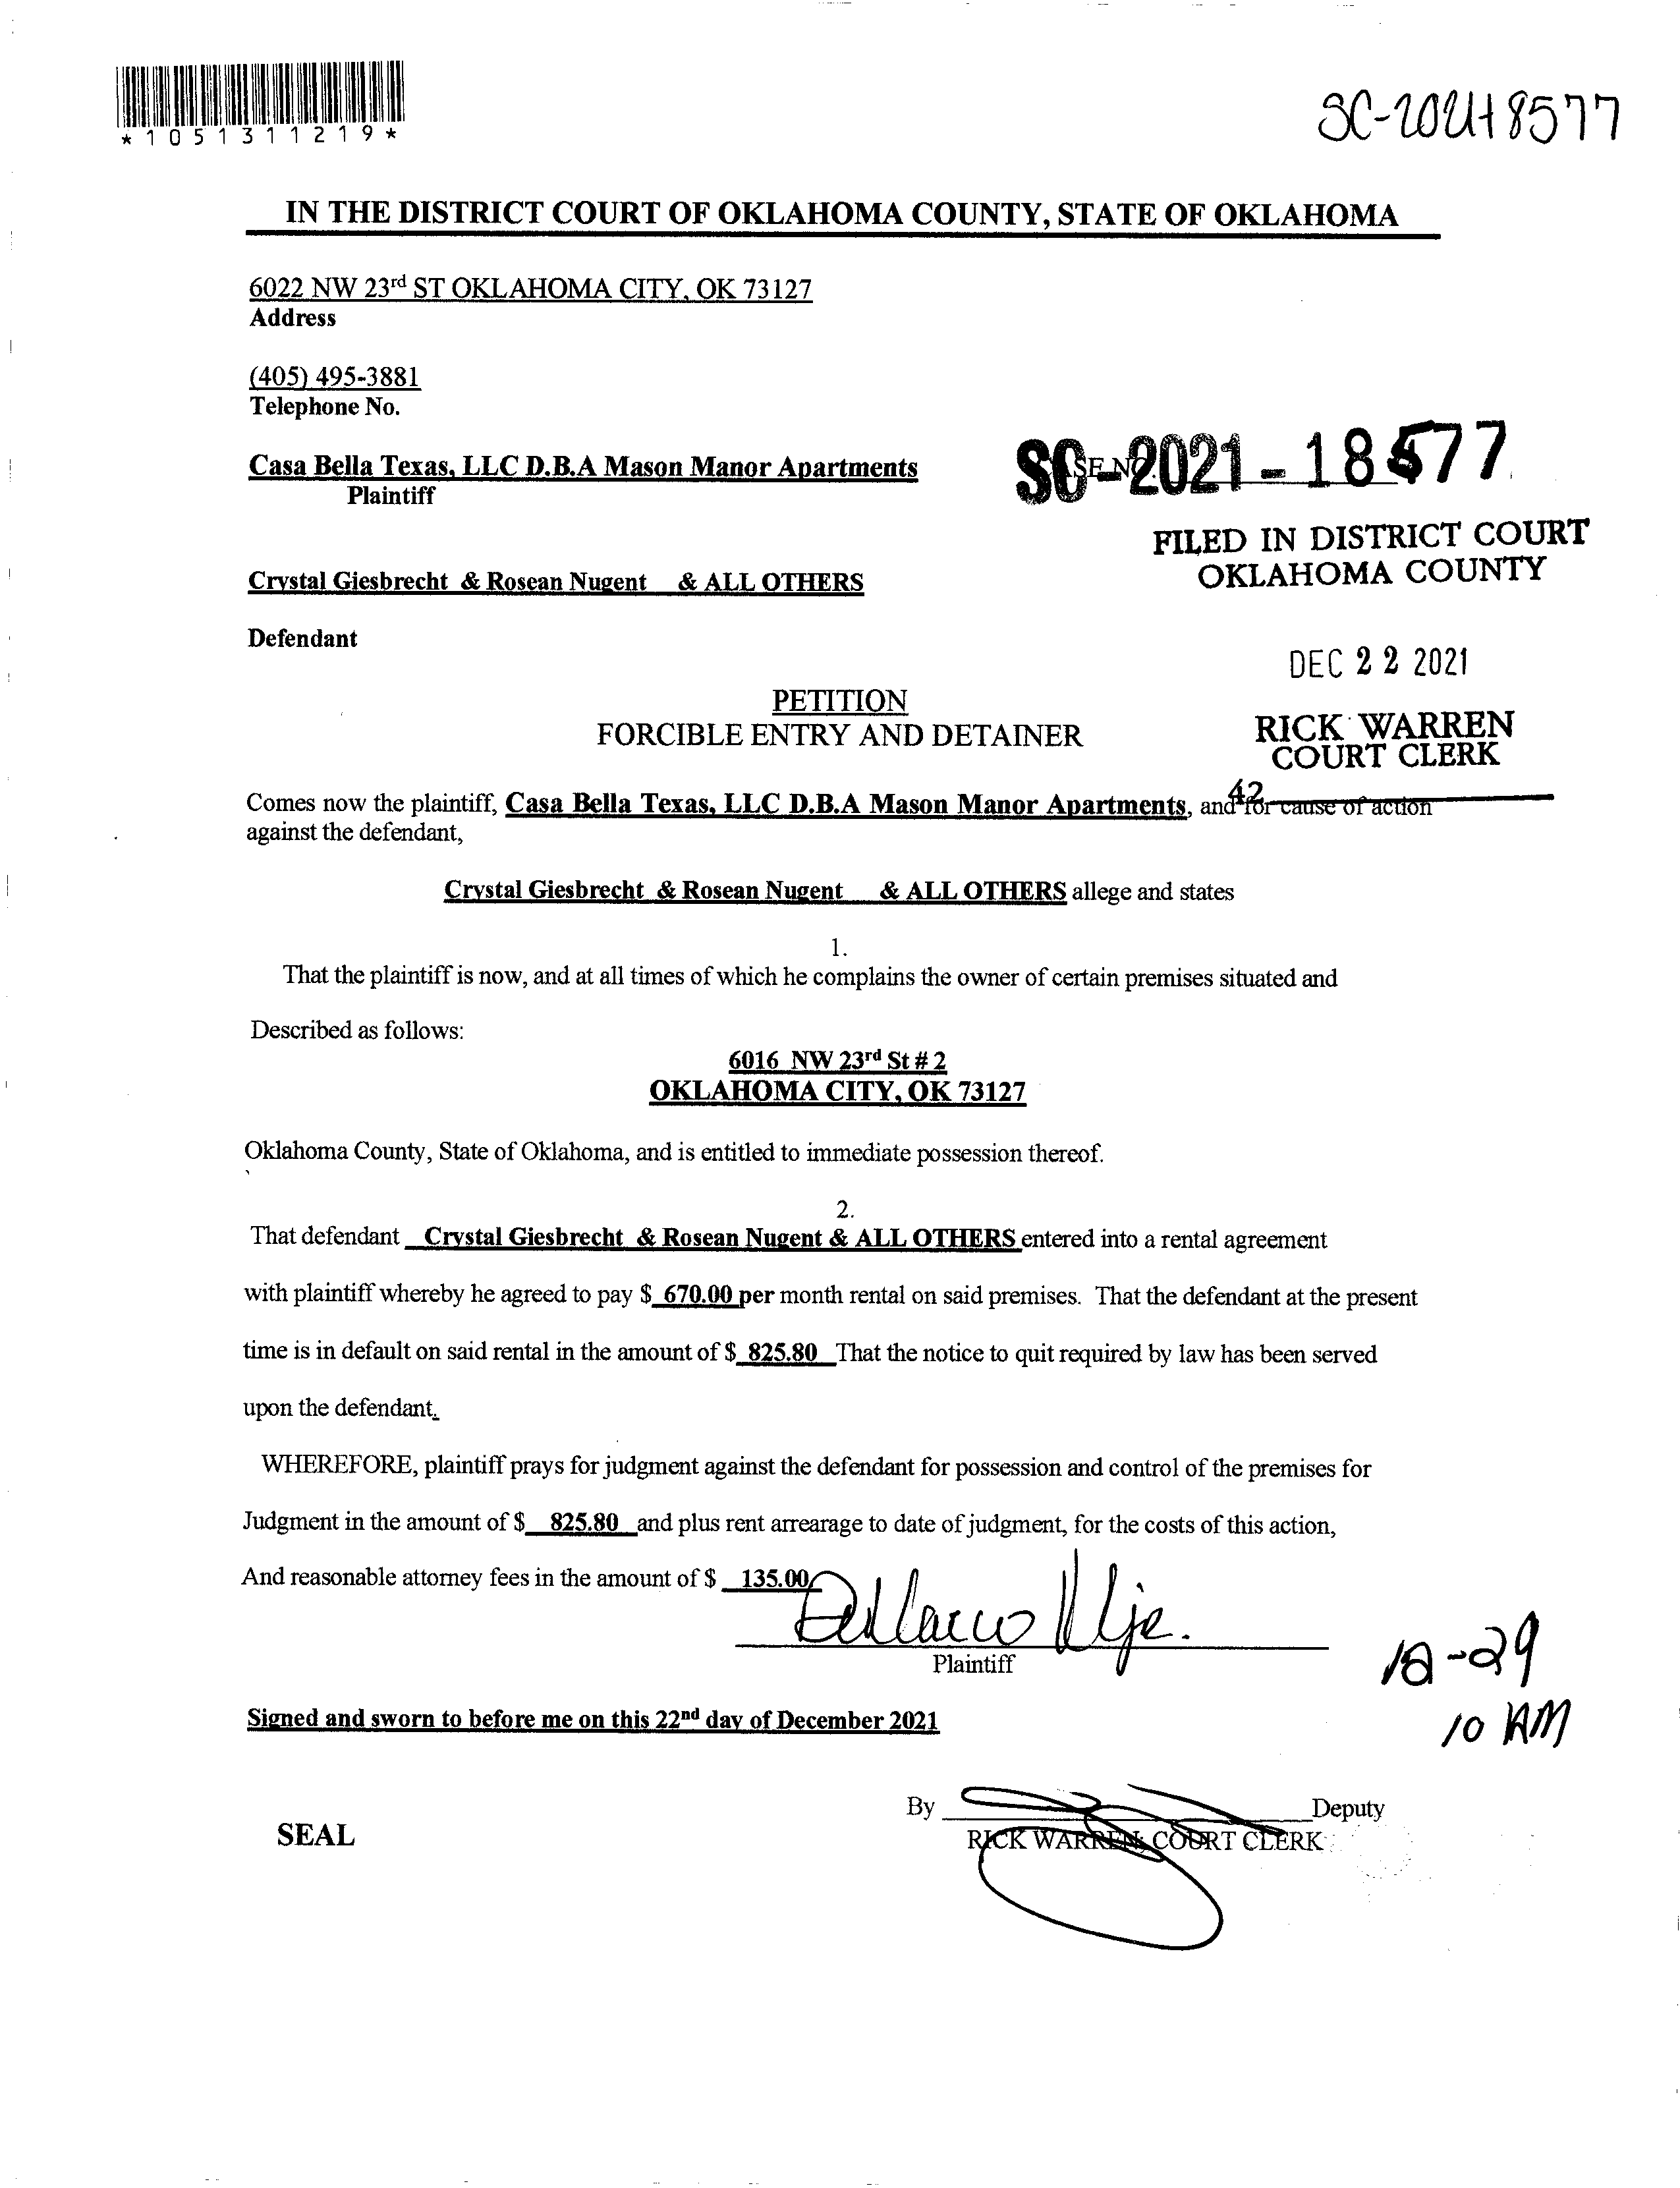 *1051311219*
SC-2021-18577
IN THE DISTRICT COURT OF OKLAHOMA COUNTY, STATE OF OKLAHOMA
6022 NW 23rd ST OKLAHOMA CITY, OK 73127
Address
(405) 495-3881
Telephone No.
Casa Bella Texas, LLC D.B.A Mason Manor Apartments
Plaintiff
SC-2021-18577
FILED IN DISTRICT COURT
OKLAHOMA COUNTY
Crystal Giesbrecht & Rosean Nugent & ALL OTHERS
Defendant
DEC 22 2021
PETITION
FORCIBLE ENTRY AND DETAINER
RICK WARREN
COURT CLERK
42
Comes now the plaintiff, Casa Bella Texas, LLC D.B.A Mason Manor Apartments, and for cause of action
against the defendant,
Crystal Giesbrecht & Rosean Nugent & ALL OTHERS allege and states
1.
That the plaintiff is now, and at all times of which he complains the owner of certain premises situated and
Described as follows:
6016 NW 23rd St # 2
OKLAHOMA CITY, OK 73127
Oklahoma County, State of Oklahoma, and is entitled to immediate possession thereof.
2.
That defendant Crystal Giesbrecht & Rosean Nugent & ALL OTHERS entered into a rental agreement
with plaintiff whereby he agreed to pay $ 670.00 per month rental on said premises. That the defendant at the present
time is in default on said rental in the amount of $ 825.80 That the notice to quit required by law has been served
upon the defendant.
WHEREFORE, plaintiff prays for judgment against the defendant for possession and control of the premises for
Judgment in the amount of $ 825.80 and plus rent arrearage to date of judgment, for the costs of this action,
And reasonable attorney fees in the amount of $ 135.00
Plaintiff
12-29
10 AM
Signed and sworn to before me on this 22nd day of December 2021
By Deputy
RICK WARREN, COURT CLERK
SEAL